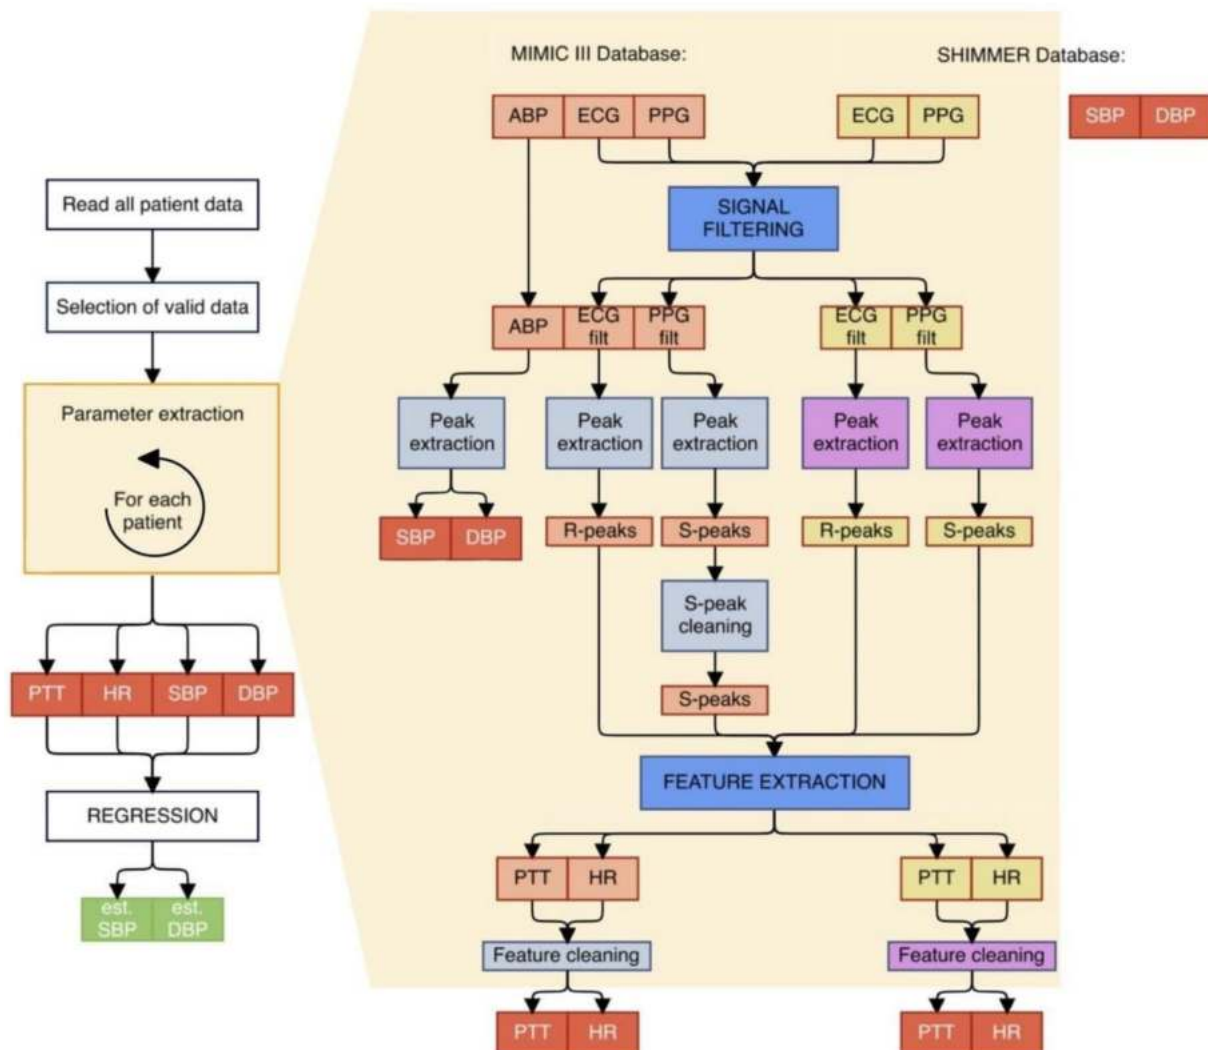 MIMIC III Database:
SHIMMER Database:
ABP ECG PPG
ECG PPG
SBP DBP
Read all patient data
SIGNAL
FILTERING
Selection of valid data
ABP
ECG
filt
PPG
filt
ECG
filt
PPG
filt
Parameter extraction
For each
patient
Peak
extraction
Peak
extraction
Peak
extraction
Peak
extraction
Peak
extraction
SBP DBP
R-peaks
S-peaks
R-peaks
S-peaks
S-peak
cleaning
S-peaks
PTT HR SBP DBP
FEATURE EXTRACTION
REGRESSION
PTT HR
PTT HR
est.
SBP
est.
DBP
Feature cleaning
Feature cleaning
PTT HR
PTT HR